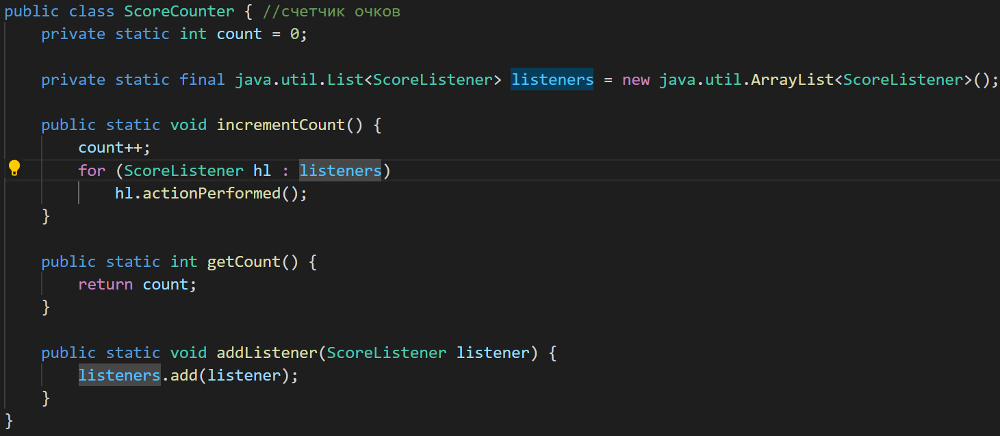 public class ScoreCounter { //счетчик очков
    private static int count = 0;

    private static final java.util.List<ScoreListener> listeners = new java.util.ArrayList<ScoreListener>();

    public static void incrementCount() {
        count++;
        for (ScoreListener hl : listeners)
            hl.actionPerformed();
    }

    public static int getCount() {
        return count;
    }

    public static void addListener(ScoreListener listener) {
        listeners.add(listener);
    }
}